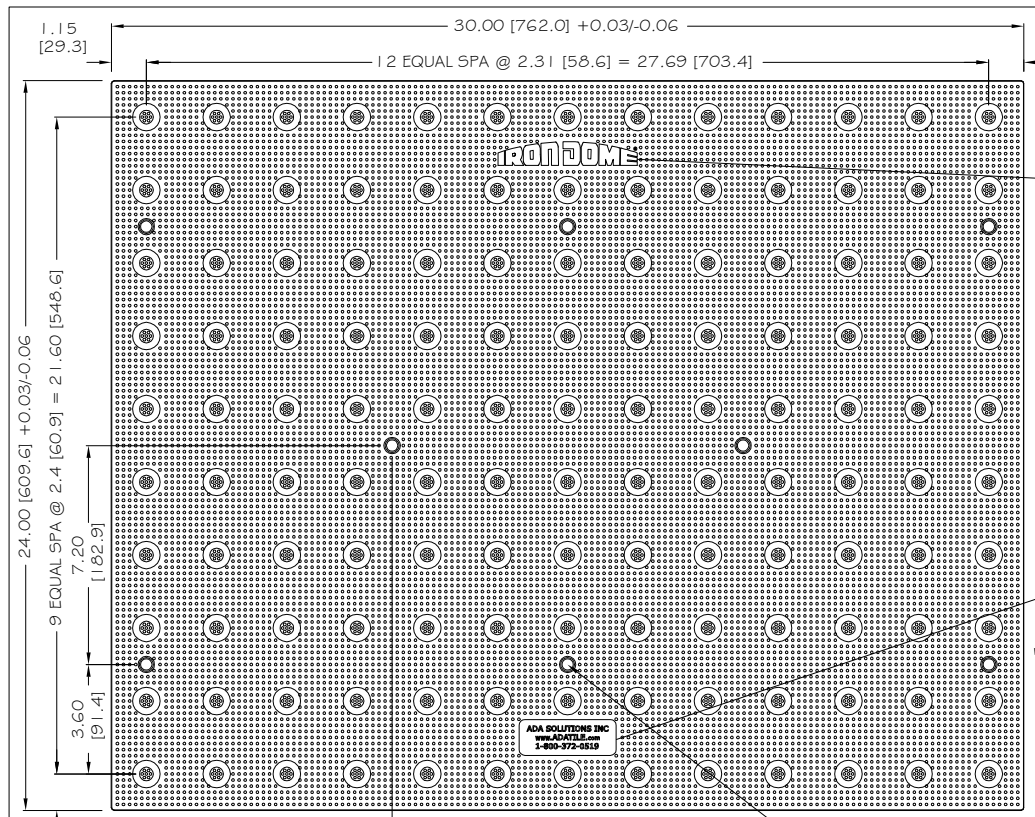 1.15
[29.3]
30.00 [762.0] +0.03/-0.06
12 EQUAL SPA @ 2.31 [58.6] = 27.69 [703.4]
IRON DOME
24.00 [609.6] +0.03/-0.06
9 EQUAL SPA @ 2.4 [60.9] = 21.60 [548.6]
7.20
[182.9]
3.60
[91.4]
ADA SOLUTIONS INC
www.ADATILE.com
1-800-372-0519